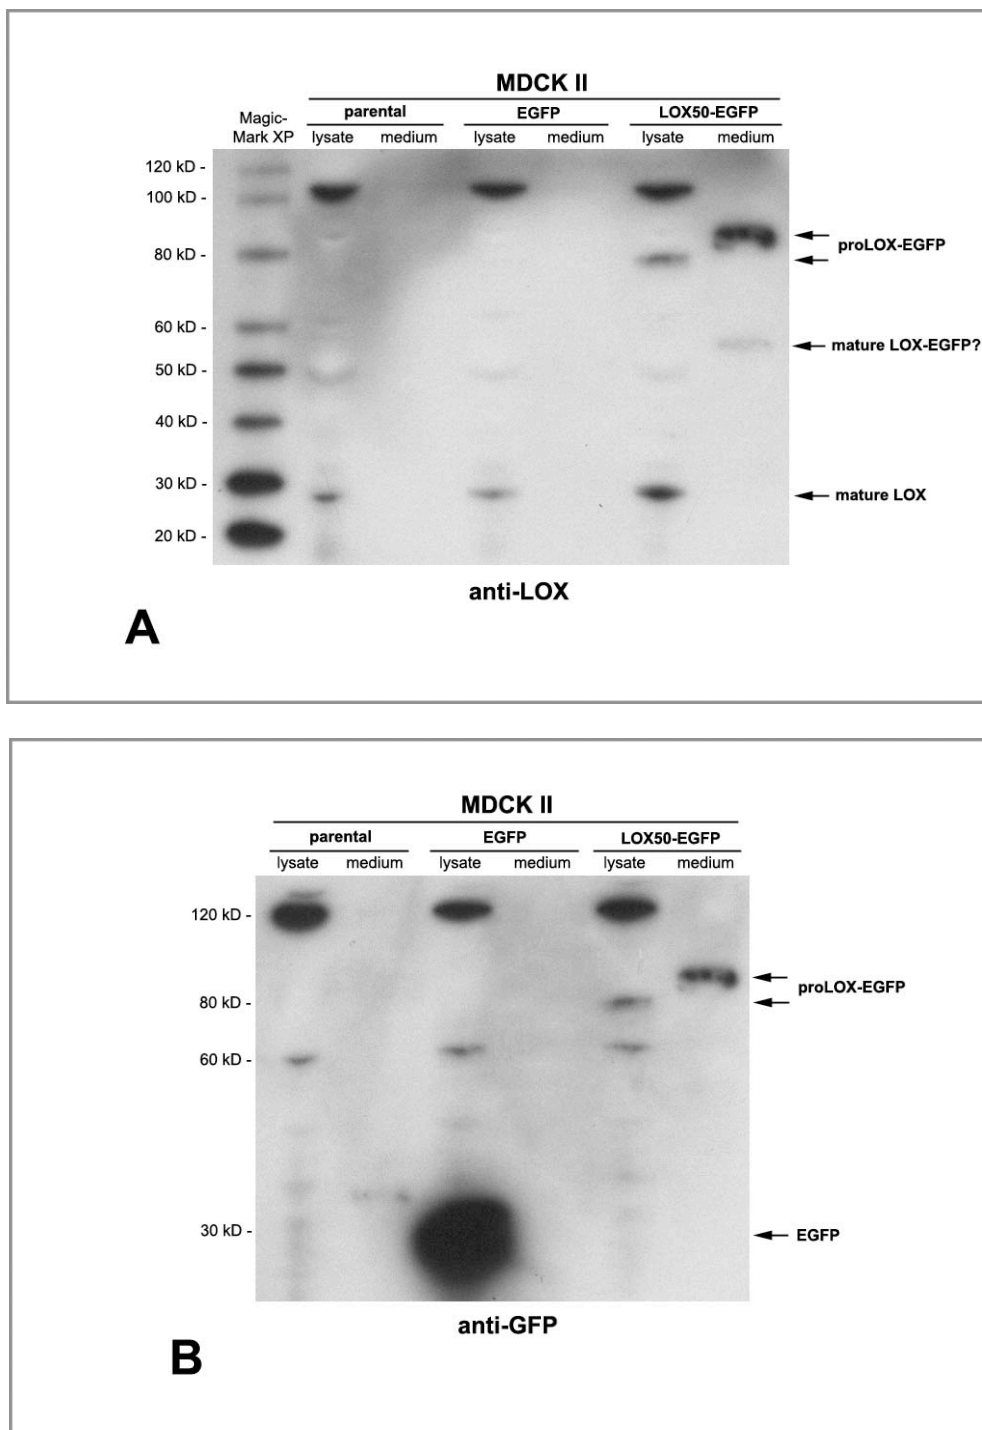 MDCK II
parental EGFP LOX50-EGFP
Magic-
Mark XP lysate medium lysate medium lysate medium
120 kD -
100 kD -
80 kD -
60 kD -
50 kD -
40 kD -
30 kD -
20 kD -
proLOX-EGFP
mature LOX-EGFP?
mature LOX
anti-LOX
A
MDCK II
parental EGFP LOX50-EGFP
lysate medium lysate medium lysate medium
120 kD -
80 kD -
60 kD -
30 kD -
proLOX-EGFP
EGFP
anti-GFP
B